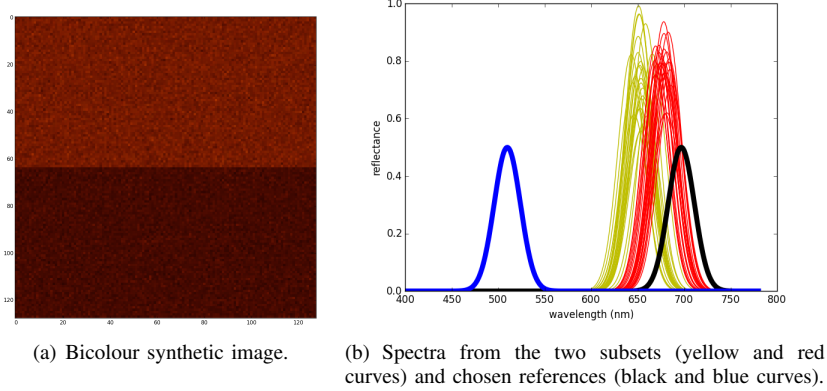 0
20
40
60
80
100
120
0 20 40 60 80 100 120
(a) Bicolour synthetic image.
1.0
0.8
0.6
0.4
0.2
0.0
reflectance
400 450 500 550 600 650 700 750 800
wavelength (nm)
(b) Spectra from the two subsets (yellow and red
curves) and chosen references (black and blue curves).